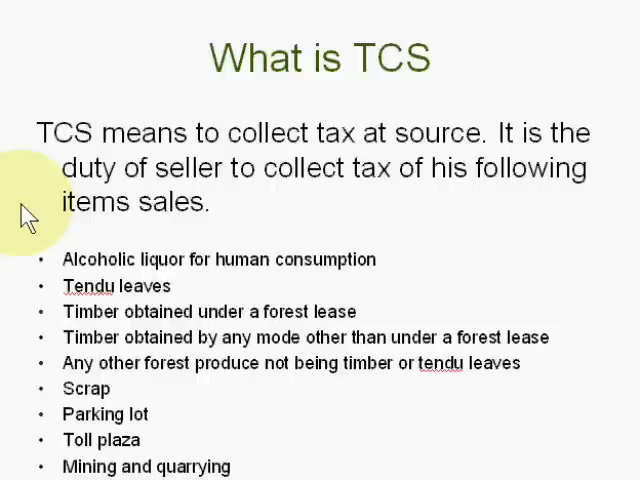 What is TCS
TCS means to collect tax at source. It is the
duty of seller to collect tax of his following
items sales.
• Alcoholic liquor for human consumption
• Tendu leaves
• Timber obtained under a forest lease
• Timber obtained by any mode other than under a forest lease
• Any other forest produce not being timber or tendu leaves
• Scrap
• Parking lot
• Toll plaza
• Mining and quarrying